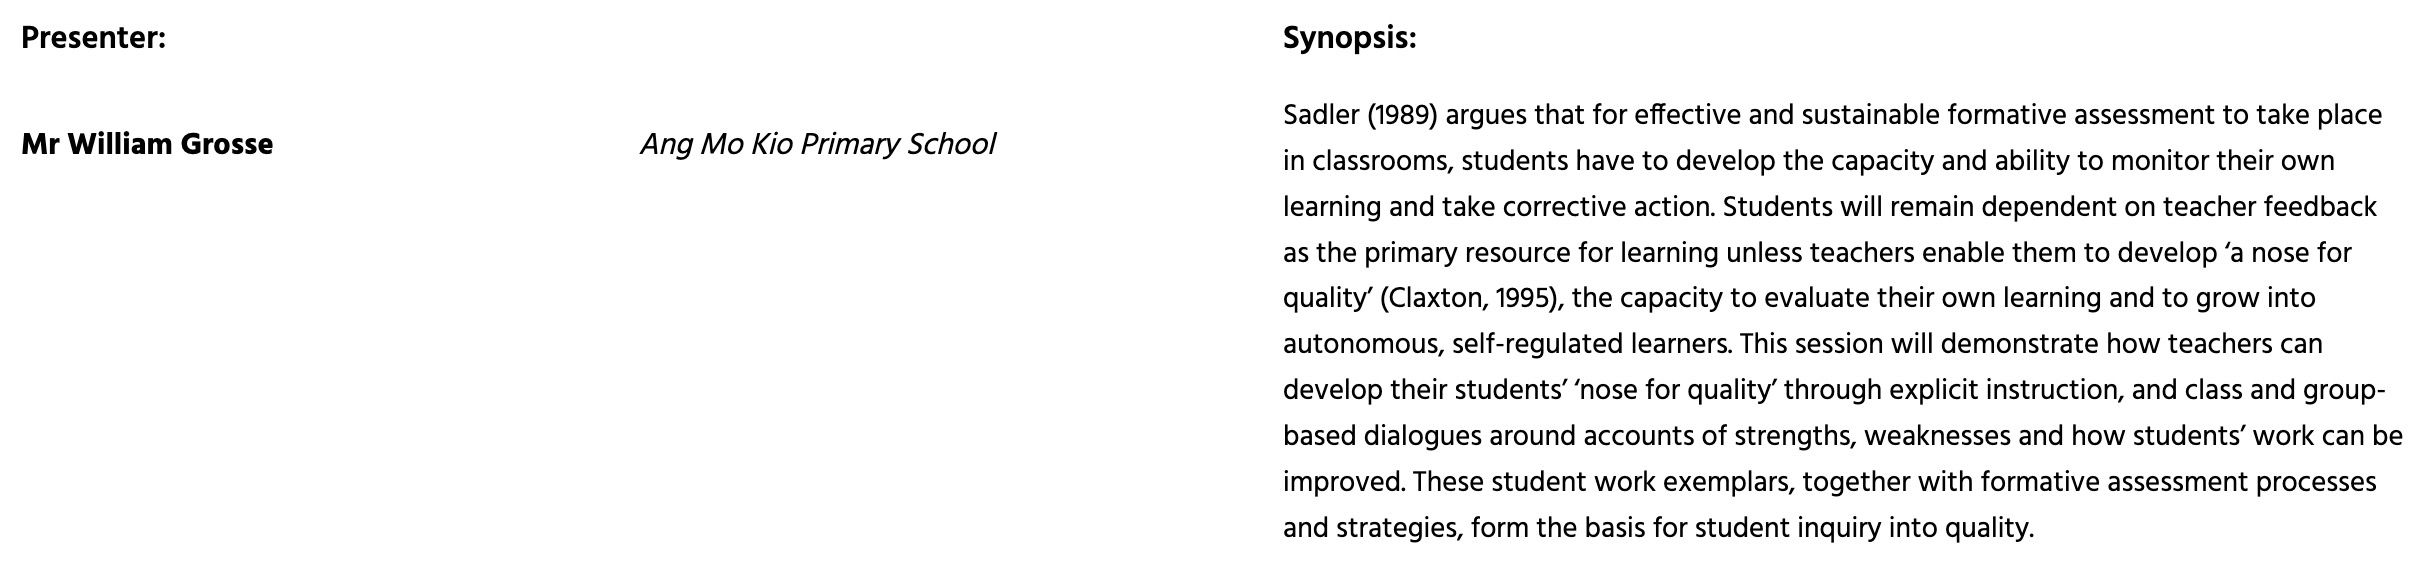 Presenter:
Mr William Grosse
Ang Mo Kio Primary School
Synopsis:
Sadler (1989) argues that for effective and sustainable formative assessment to take place
in classrooms, students have to develop the capacity and ability to monitor their own
learning and take corrective action. Students will remain dependent on teacher feedback
as the primary resource for learning unless teachers enable them to develop ‘a nose for
quality’ (Claxton, 1995), the capacity to evaluate their own learning and to grow into
autonomous, self-regulated learners. This session will demonstrate how teachers can
develop their students’ ‘nose for quality’ through explicit instruction, and class and group-
based dialogues around accounts of strengths, weaknesses and how students’ work can be
improved. These student work exemplars, together with formative assessment processes
and strategies, form the basis for student inquiry into quality.